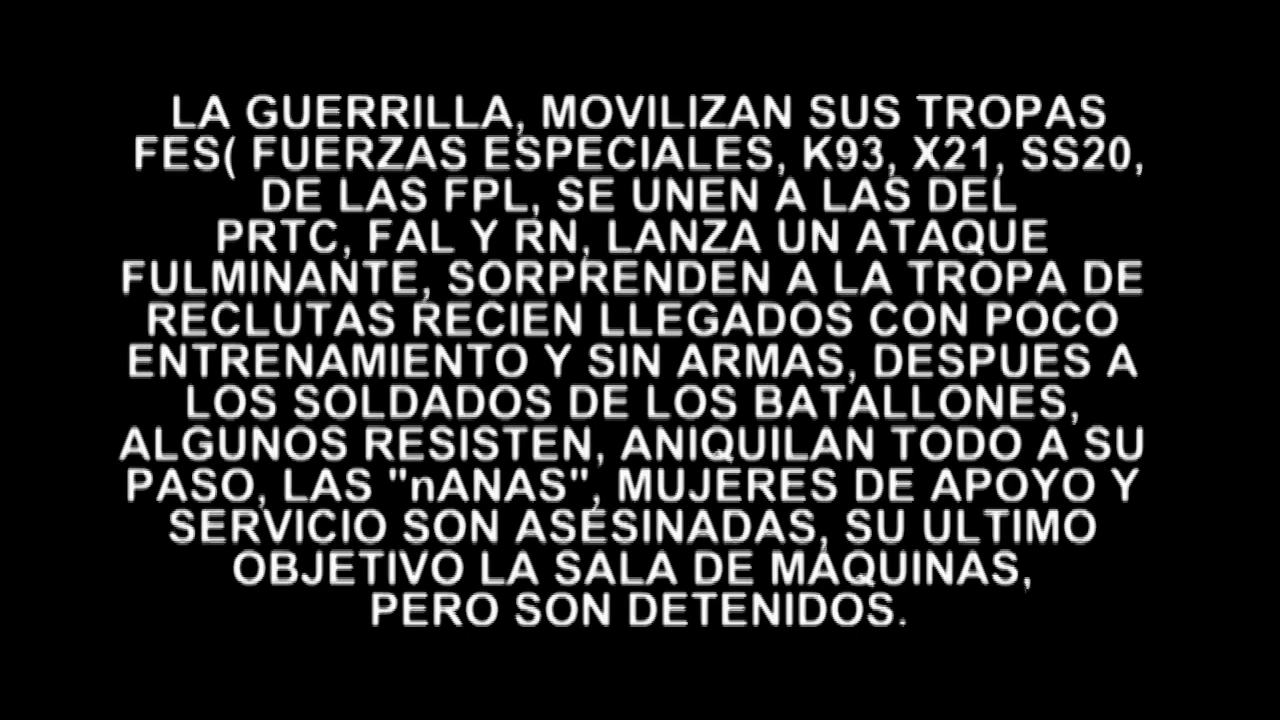 LA GUERRILLA, MOVILIZAN SUS TROPAS
FES( FUERZAS ESPECIALES, K93, X21, SS20,
DE LAS FPL, SE UNEN A LAS DEL
PRTC, FAL Y RN, LANZA UN ATAQUE
FULMINANTE, SORPRENDEN A LA TROPA DE
RECLUTAS RECIEN LLEGADOS CON POCO
ENTRENAMIENTO Y SIN ARMAS, DESPUES A
LOS SOLDADOS DE LOS BATALLONES,
ALGUNOS RESISTEN, ANIQUILAN TODO A SU
PASO, LAS "nANAS", MUJERES DE APOYO Y
SERVICIO SON ASESINADAS, SU ULTIMO
OBJETIVO LA SALA DE MAQUINAS,
PERO SON DETENIDOS.